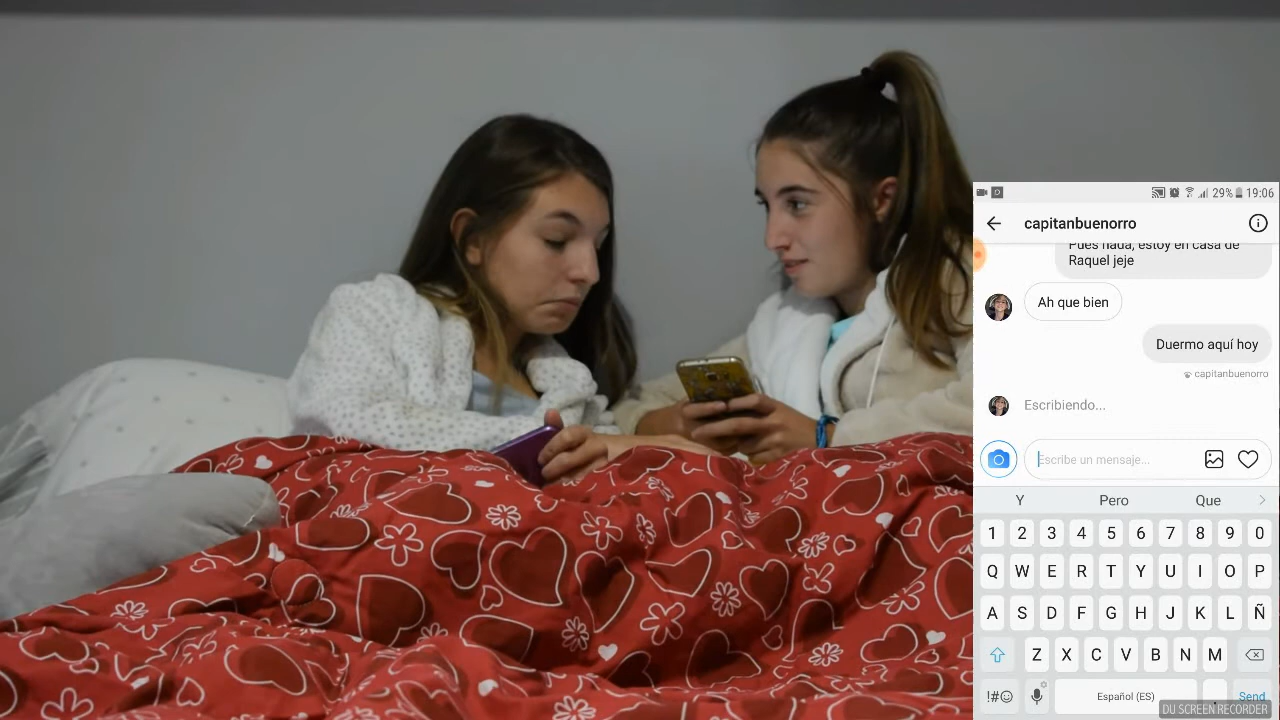 29% 19:06
capitanbuenorro
Pues nada, estoy en casa de
Raquel jeje
Ah que bien
Duermo aquí hoy
capitanbuenorro
Escribiendo...
Escribe un mensaje...
Y Pero Que
1 2 3 4 5 6 7 8 9 0
Q W E R T Y U I O P
A S D F G H J K L Ñ
Z X C V B N M
!#☺ Español (ES) . Send
DU SCREEN RECORDER